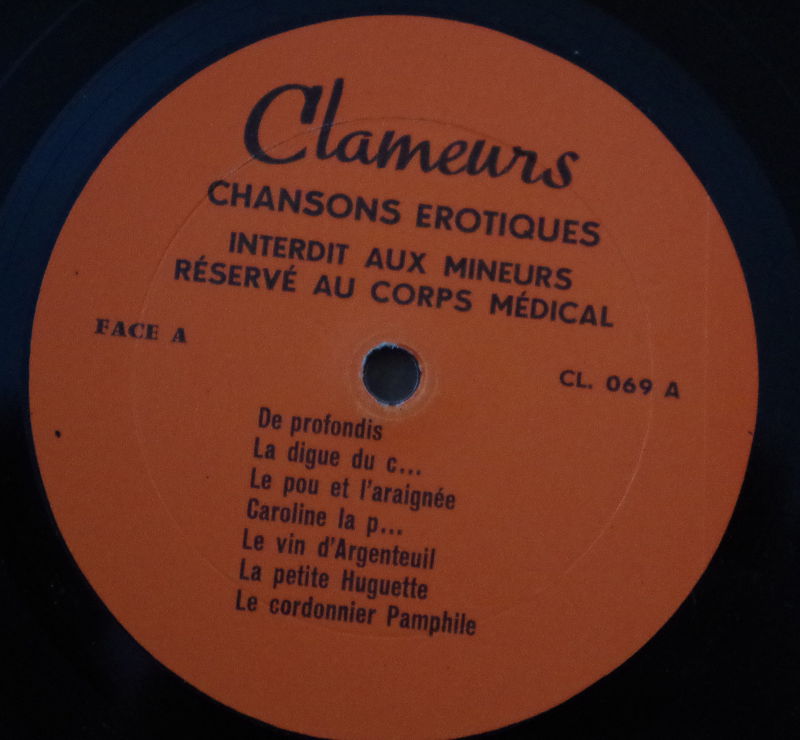 Clameurs
CHANSONS EROTIQUES
INTERDIT AUX MINEURS
RÉSERVÉ AU CORPS MÉDICAL
FACE A
CL. 069 A
De profondis
La digue du c...
Le pou et l'araignée
Caroline la p...
Le vin d'Argenteuil
La petite Huguette
Le cordonnier Pamphile